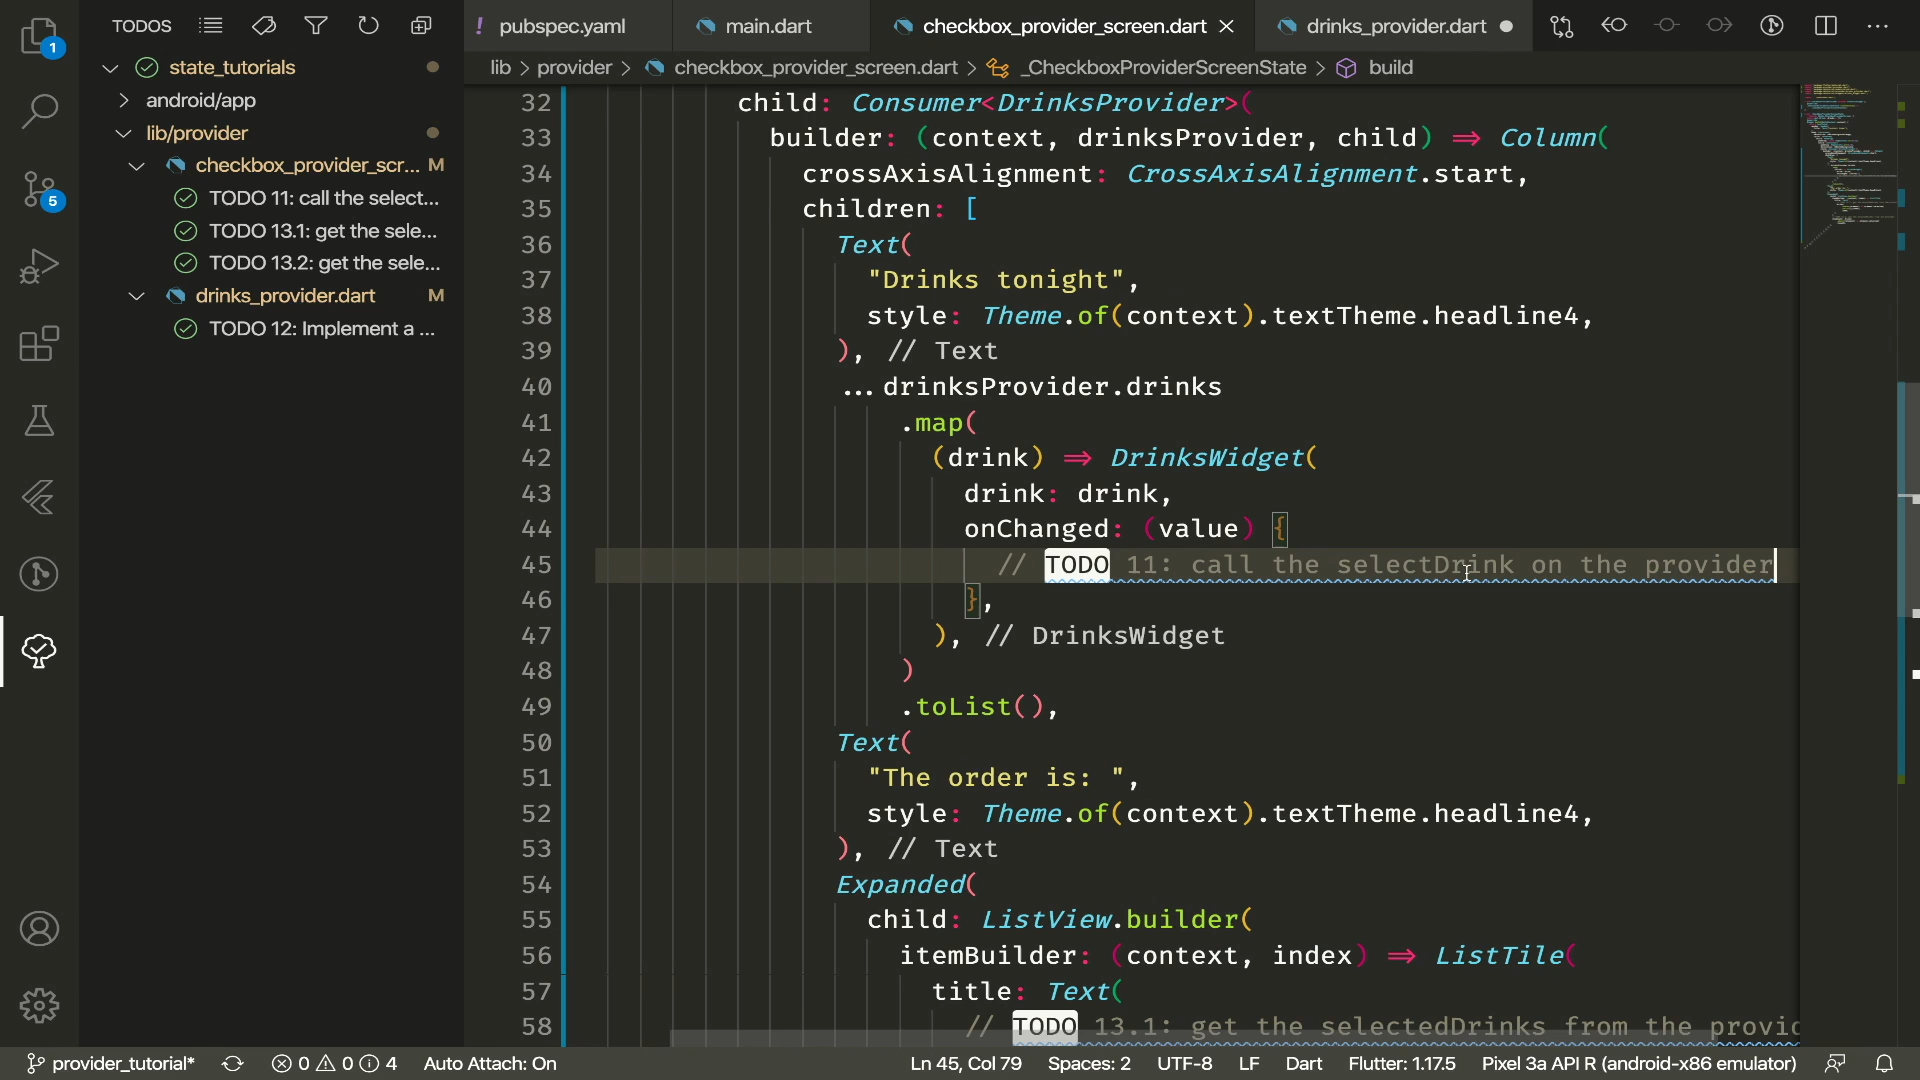 TODOS
state_tutorials
android/app
lib/provider
checkbox_provider_scr... M
TODO 11: call the select...
TODO 13.1: get the sele...
TODO 13.2: get the sele...
drinks_provider.dart M
TODO 12: Implement a ...
1
5
! pubspec.yaml
main.dart
checkbox_provider_screen.dart
drinks_provider.dart
lib > provider > checkbox_provider_screen.dart > _CheckboxProviderScreenState > build
32 child: Consumer<DrinksProvider>(
33 builder: (context, drinksProvider, child) => Column(
34 crossAxisAlignment: CrossAxisAlignment.start,
35 children: [
36 Text(
37 "Drinks tonight",
38 style: Theme.of(context).textTheme.headline4,
39 ), // Text
40 ...drinksProvider.drinks
41 .map(
42 (drink) => DrinksWidget(
43 drink: drink,
44 onChanged: (value) {
45 // TODO 11: call the selectDrink on the provider
46 },
47 ), // DrinksWidget
48 )
49 .toList(),
50 Text(
51 "The order is: ",
52 style: Theme.of(context).textTheme.headline4,
53 ), // Text
54 Expanded(
55 child: ListView.builder(
56 itemBuilder: (context, index) => ListTile(
57 title: Text(
58 // TODO 13.1: get the selectedDrinks from the provid
provider_tutorial* 0 0 4 Auto Attach: On Ln 45, Col 79 Spaces: 2 UTF-8 LF Dart Flutter: 1.17.5 Pixel 3a API R (android-x86 emulator)